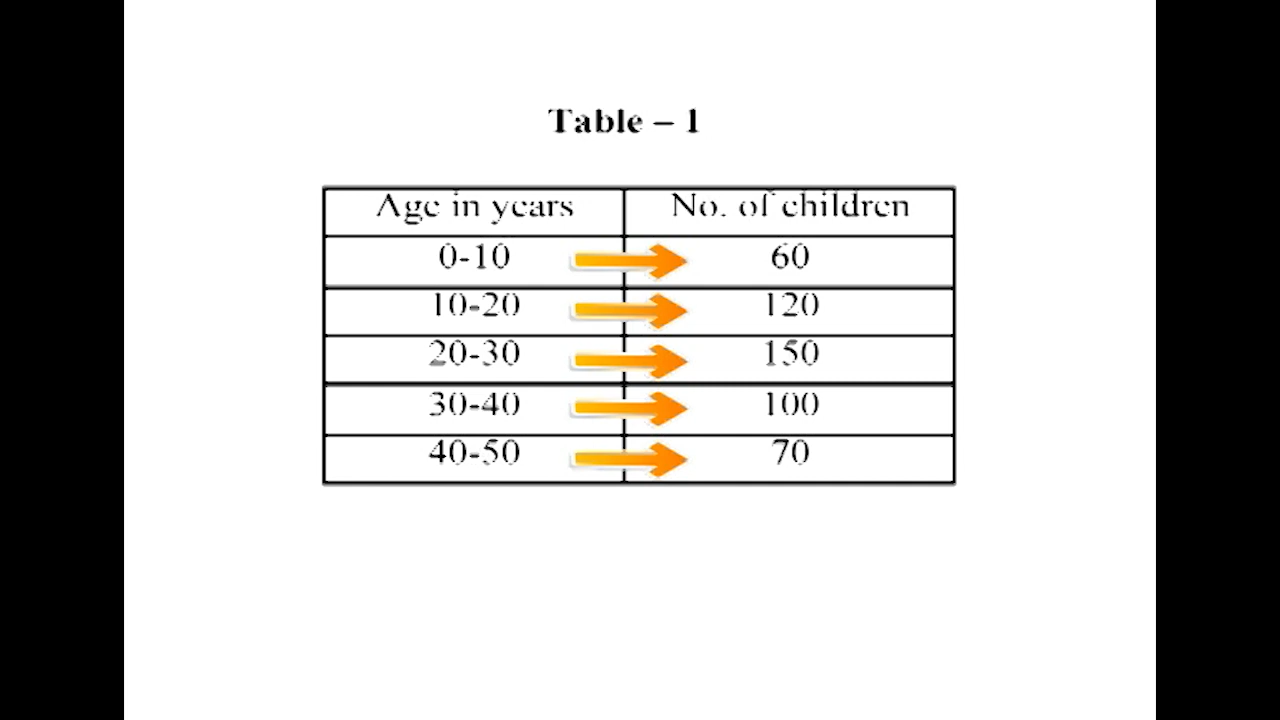 Table – 1
Age in years No. of children
0-10 60
10-20 120
20-30 150
30-40 100
40-50 70